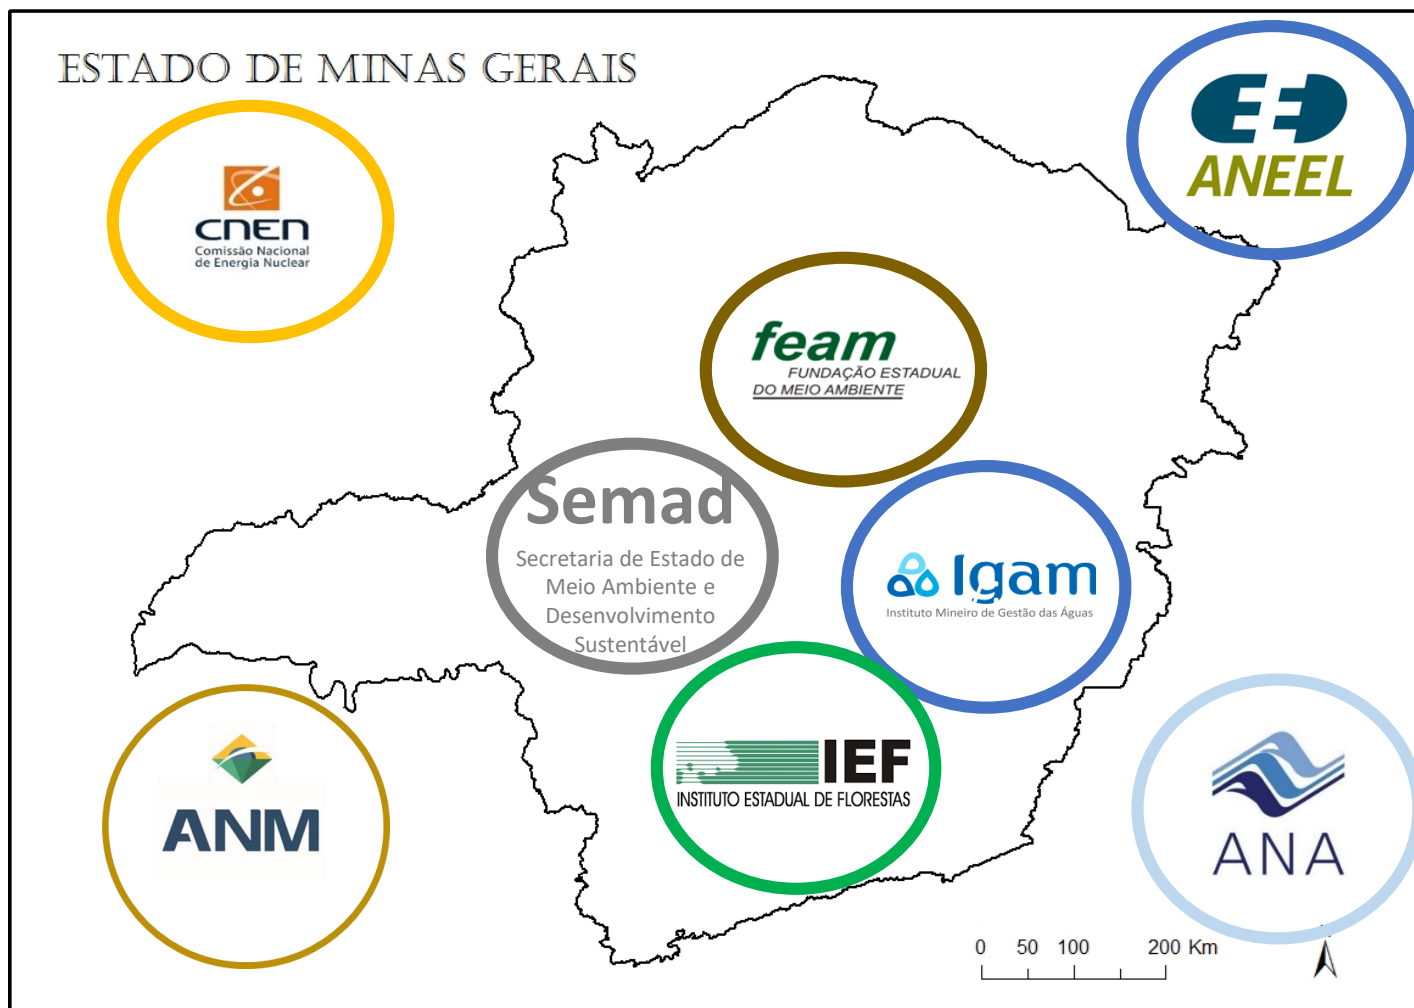 ESTADO DE MINAS GERAIS
ANEEL
CNEN
Comissão Nacional
de Energia Nuclear
feam
FUNDAÇÃO ESTADUAL
DO MEIO AMBIENTE
Semad
Secretaria de Estado de
Meio Ambiente e
Desenvolvimento
Sustentável
Igam
Instituto Mineiro de Gestão das Águas
IEF
INSTITUTO ESTADUAL DE FLORESTAS
ANM
ANA
0 50 100 200 Km